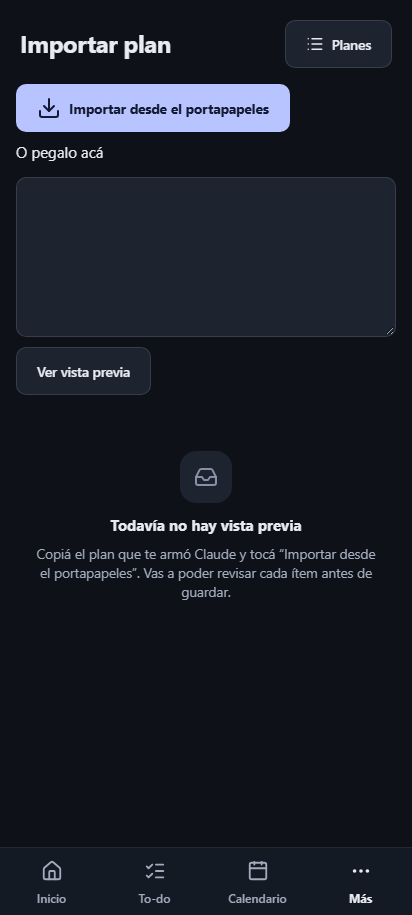 Importar plan
Planes
Importar desde el portapapeles
O pegalo acá
Ver vista previa
Todavía no hay vista previa
Copiá el plan que te armó Claude y tocá “Importar desde
el portapapeles”. Vas a poder revisar cada ítem antes de
guardar.
Inicio
To-do
Calendario
Más